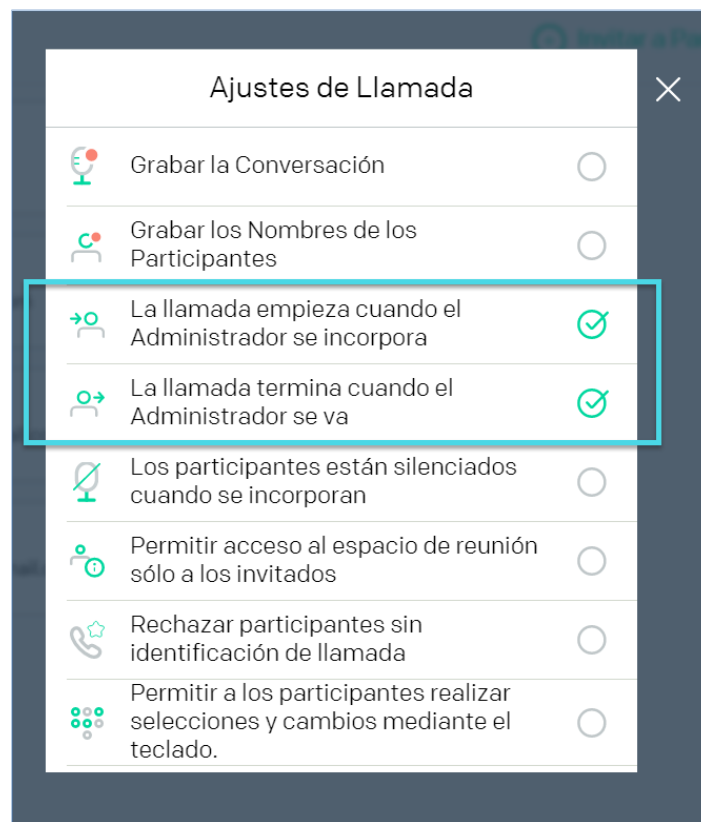 Invitar a Pa
Ajustes de Llamada
Grabar la Conversación
Grabar los Nombres de los
Participantes
La llamada empieza cuando el
Administrador se incorpora
La llamada termina cuando el
Administrador se va
Los participantes están silenciados
cuando se incorporan
Permitir acceso al espacio de reunión
sólo a los invitados
Rechazar participantes sin
identificación de llamada
Permitir a los participantes realizar
selecciones y cambios mediante el
teclado.